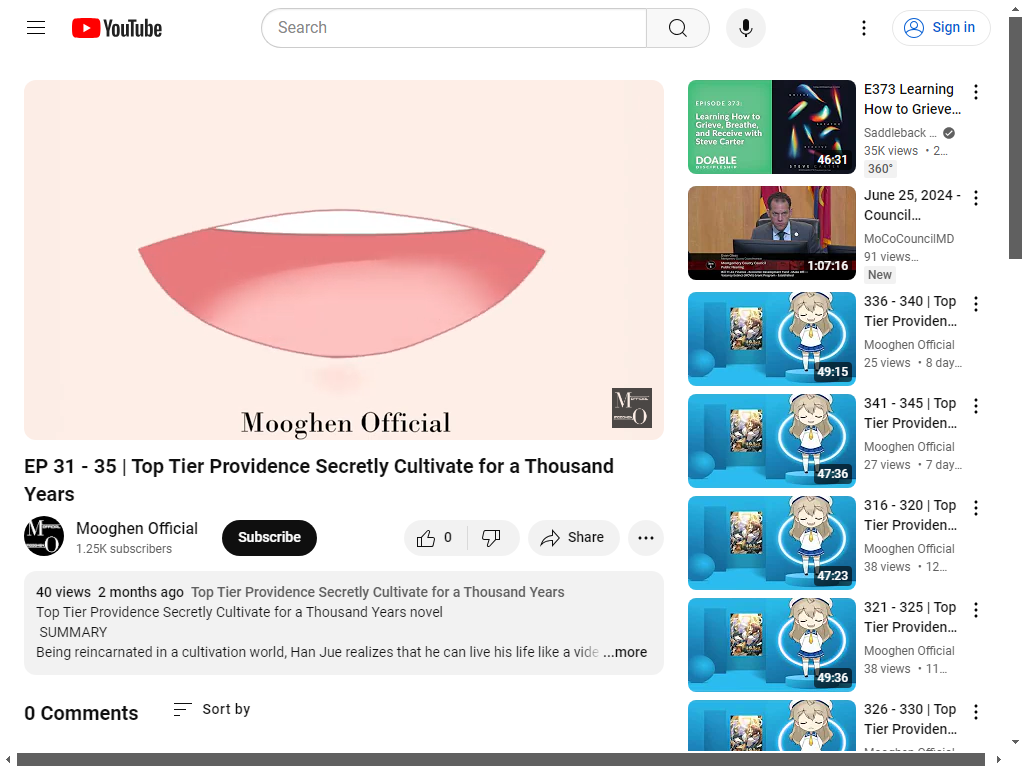 YouTube
Search
Sign in
Mooghen Official
EP 31 - 35 | Top Tier Providence Secretly Cultivate for a Thousand
Years
Mooghen Official
1.25K subscribers
Subscribe
0
Share
40 views 2 months ago Top Tier Providence Secretly Cultivate for a Thousand Years
Top Tier Providence Secretly Cultivate for a Thousand Years novel
SUMMARY
Being reincarnated in a cultivation world, Han Jue realizes that he can live his life like a vide ...more
0 Comments
Sort by
EPISODE 373:
Learning How to
Grieve, Breathe,
and Receive with
Steve Carter
DOABLE
DISCIPLESHIP
STEVE CARTER
46:31
E373 Learning
How to Grieve…
Saddleback ...
35K views • 2…
360°
1:07:16
June 25, 2024 -
Council…
MoCoCouncilMD
91 views…
New
49:15
336 - 340 | Top
Tier Providen…
Mooghen Official
25 views • 8 day…
47:36
341 - 345 | Top
Tier Providen…
Mooghen Official
27 views • 7 day…
47:23
316 - 320 | Top
Tier Providen…
Mooghen Official
38 views • 12…
49:36
321 - 325 | Top
Tier Providen…
Mooghen Official
38 views • 11…
326 - 330 | Top
Tier Providen…
Mooghen Official